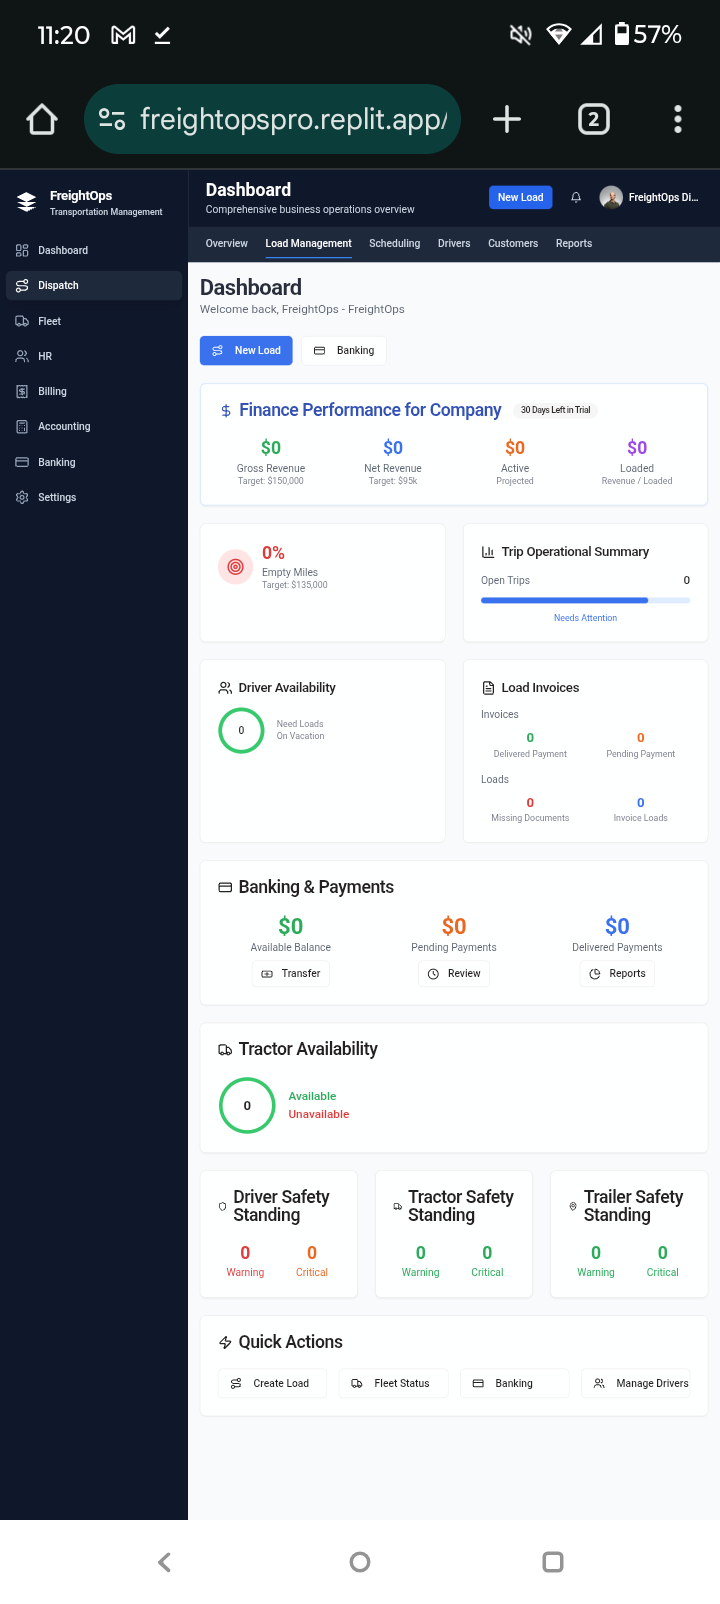 11:20
57%
freightopspro.replit.app/
2
FreightOps
Transportation Management
Dashboard
Dispatch
Fleet
HR
Billing
Accounting
Banking
Settings
Dashboard
Comprehensive business operations overview
New Load
FreightOps Di...
Overview Load Management Scheduling Drivers Customers Reports
Dashboard
Welcome back, FreightOps - FreightOps
New Load Banking
Finance Performance for Company 30 Days Left in Trial
$0 $0 $0 $0
Gross Revenue Net Revenue Active Loaded
Target: $150,000 Target: $95k Projected Revenue / Loaded
0%
Empty Miles
Target: $135,000
Trip Operational Summary
Open Trips 0
Needs Attention
Driver Availability
0
Need Loads
On Vacation
Load Invoices
Invoices
0 0
Delivered Payment Pending Payment
Loads
0 0
Missing Documents Invoice Loads
Banking & Payments
$0 $0 $0
Available Balance Pending Payments Delivered Payments
Transfer Review Reports
Tractor Availability
0
Available
Unavailable
Driver Safety
Standing
0 0
Warning Critical
Tractor Safety
Standing
0 0
Warning Critical
Trailer Safety
Standing
0 0
Warning Critical
Quick Actions
Create Load Fleet Status Banking Manage Drivers